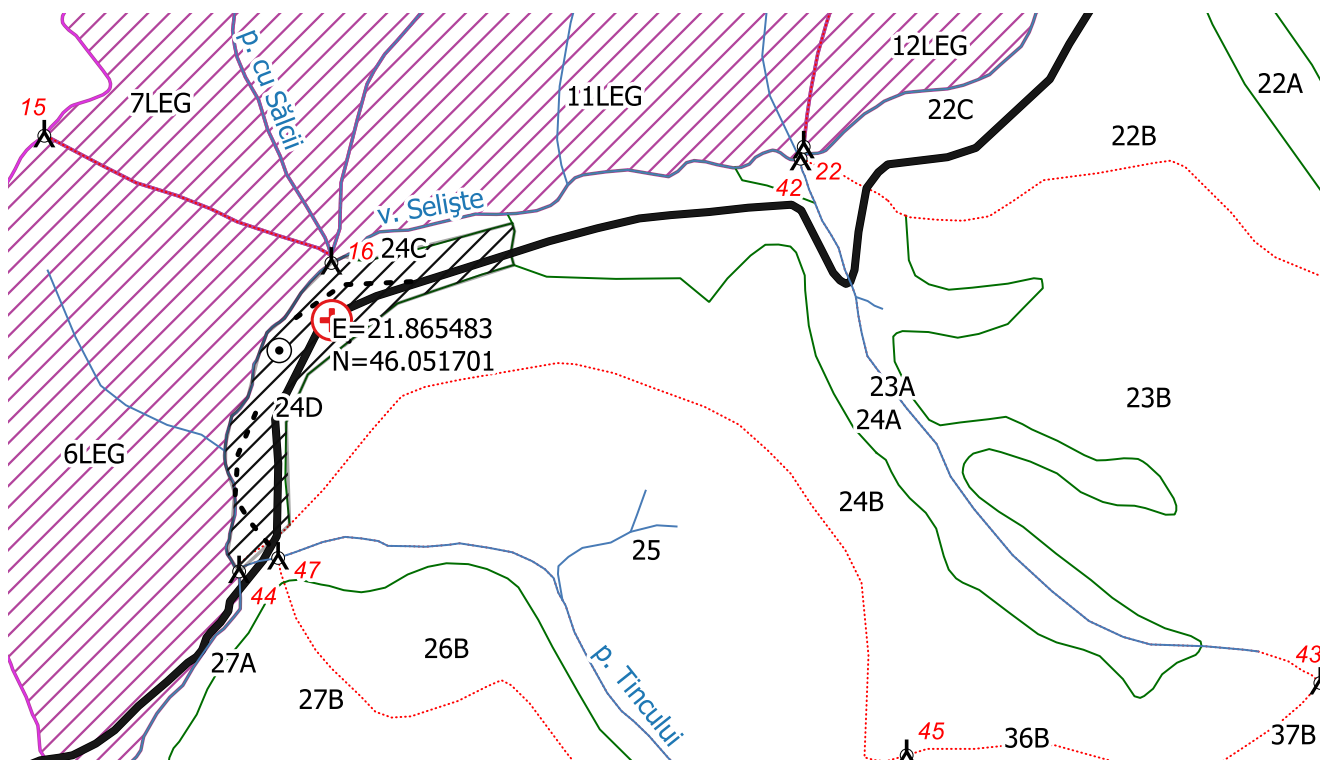 12LEG
22A
p. cu Sălcii
7LEG
11LEG
15
22C
22B
22
42
v. Seliște
16
24C
E=21.865483
N=46.051701
24D
23A
23B
24A
6LEG
24B
25
47
44
26B
27A
p. Tincului
43
27B
45
36B
37B